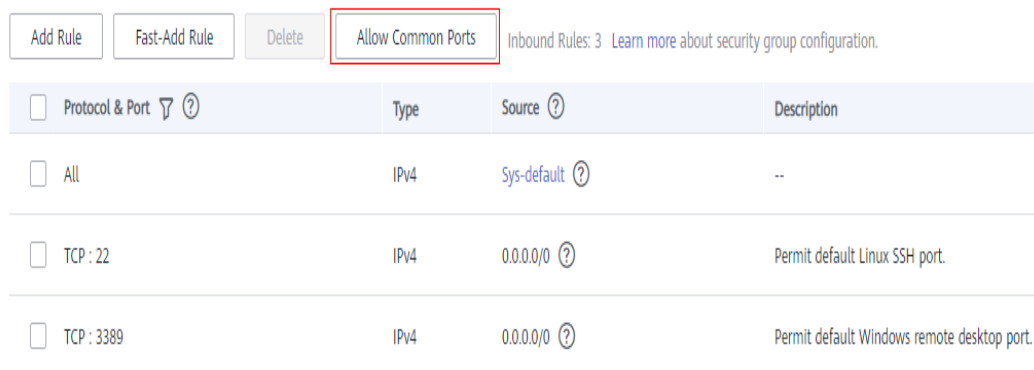 Add Rule Fast-Add Rule Delete Allow Common Ports Inbound Rules: 3 Learn more about security group configuration.
Protocol & Port Type Source Description
All IPv4 Sys-default --
TCP : 22 IPv4 0.0.0.0/0 Permit default Linux SSH port.
TCP : 3389 IPv4 0.0.0.0/0 Permit default Windows remote desktop port.